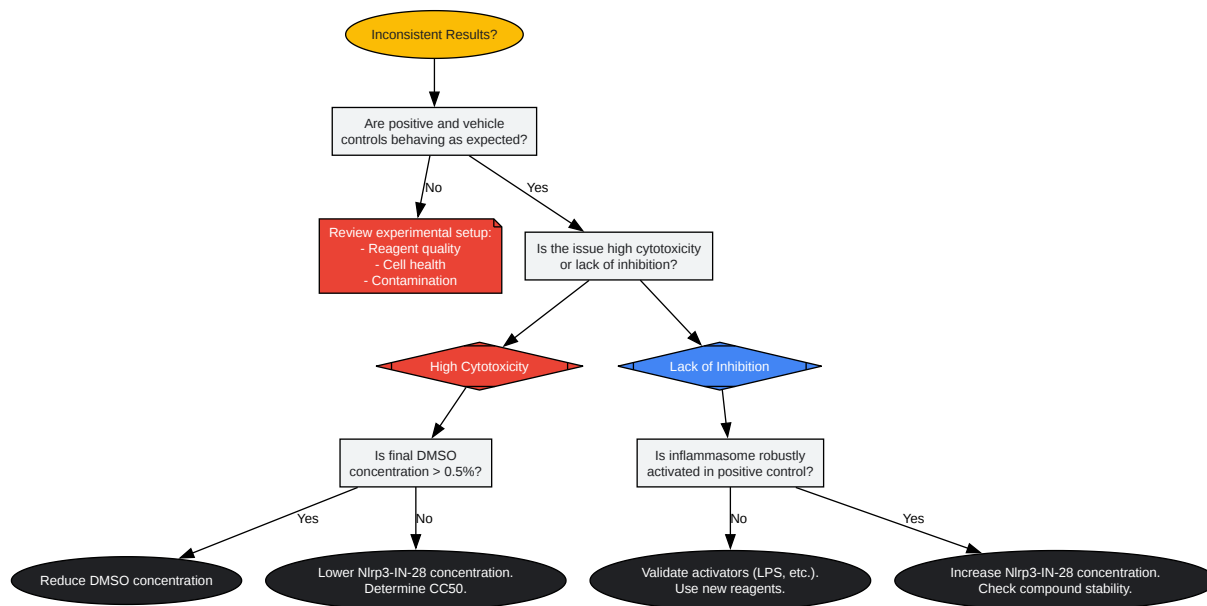 Inconsistent Results?
Are positive and vehicle
controls behaving as expected?
No
Yes
Review experimental setup:
- Reagent quality
- Cell health
- Contamination
Is the issue high cytotoxicity
or lack of inhibition?
High Cytotoxicity
Lack of Inhibition
Is final DMSO
concentration > 0.5%?
Is inflammasome robustly
activated in positive control?
Yes
No
No
Yes
Reduce DMSO concentration
Lower Nlrp3-IN-28 concentration.
Determine CC50.
Validate activators (LPS, etc.).
Use new reagents.
Increase Nlrp3-IN-28 concentration.
Check compound stability.